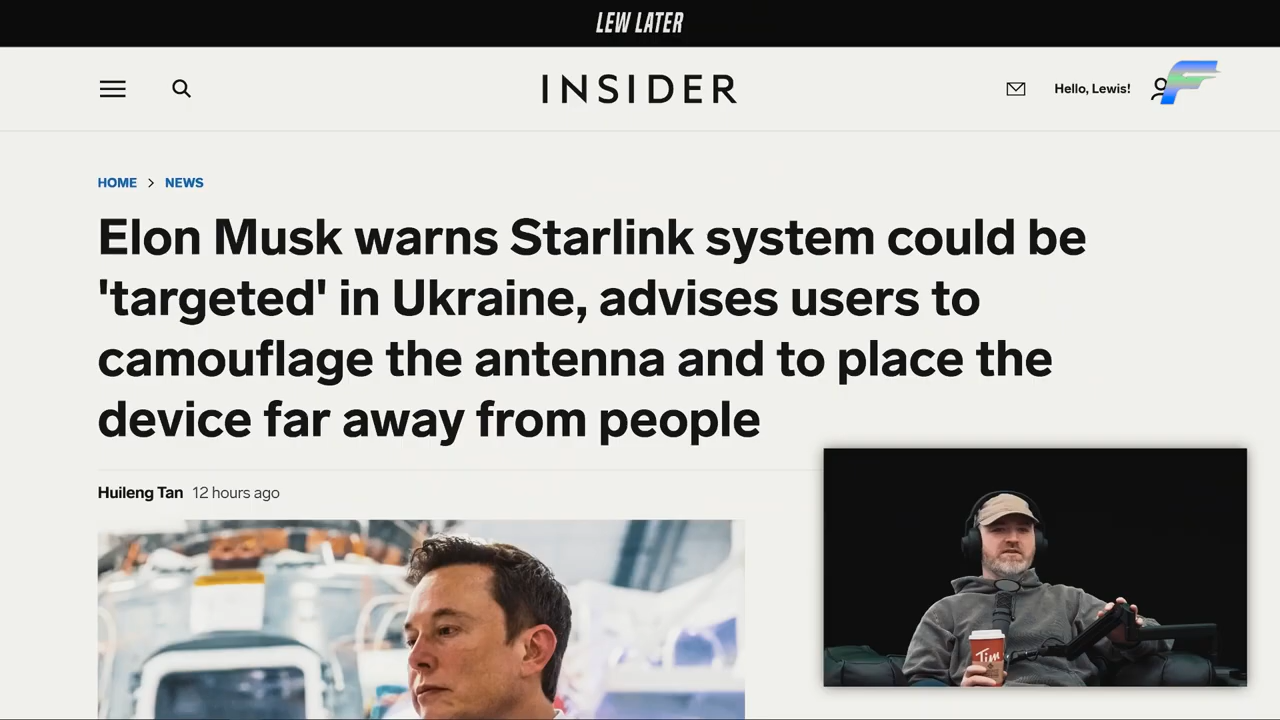 LEW LATER
INSIDER
Hello, Lewis!
HOME > NEWS
Elon Musk warns Starlink system could be
'targeted' in Ukraine, advises users to
camouflage the antenna and to place the
device far away from people
Huileng Tan 12 hours ago
Tim